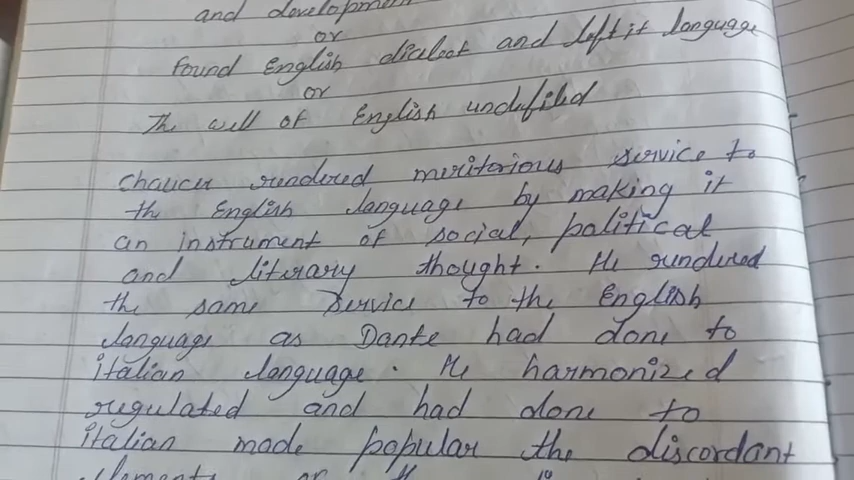 and development
or
found English dialect and left it language
or
The well of English undefiled
Chaucer rendered meritorious service to
the English language by making it
an instrument of social, political
and literary thought. He rendered
the same service to the English
language as Dante had done to
italian language. He harmonized
regulated and had done to
italian made popular the discordant
elements